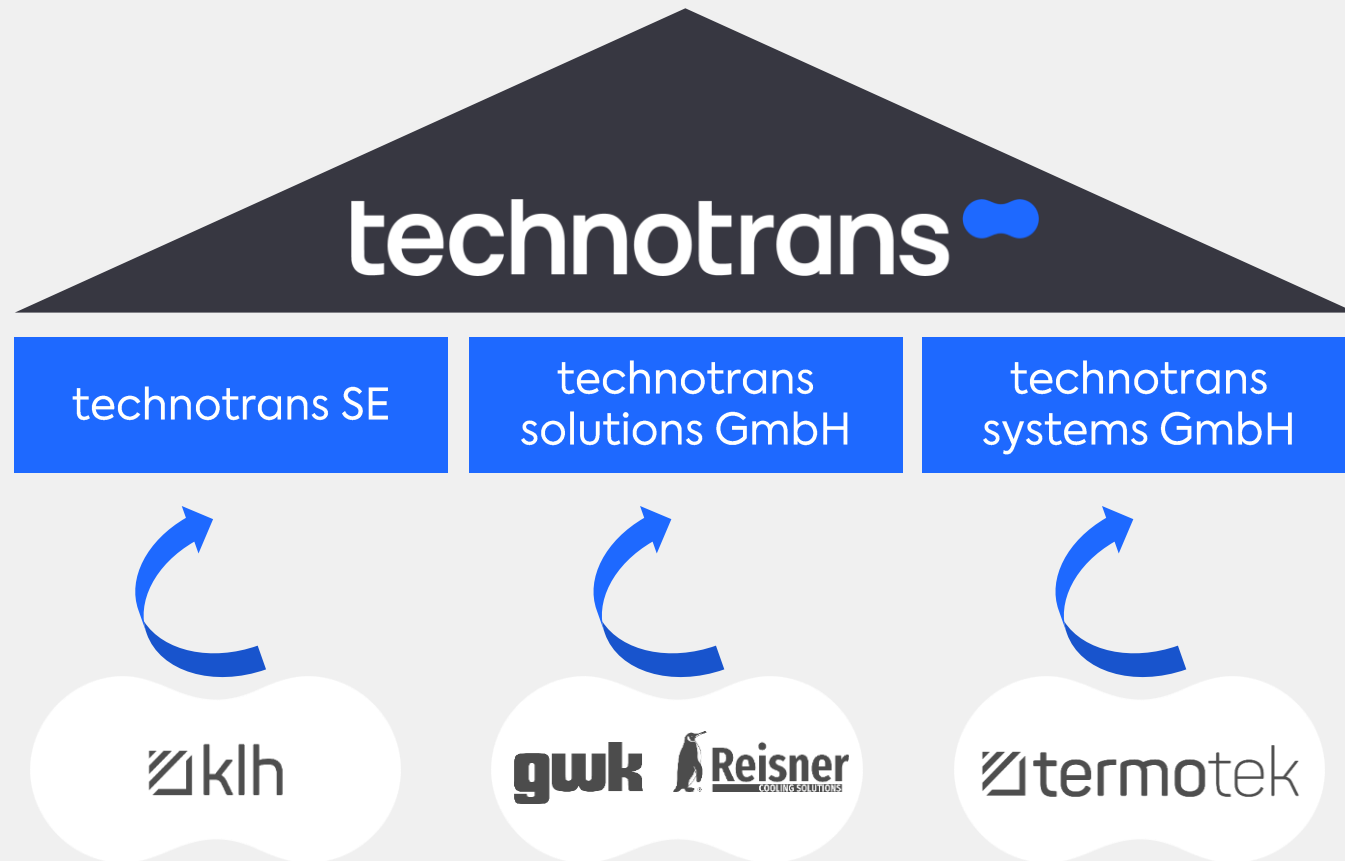 technotrans
technotrans SE
technotrans
solutions GmbH
technotrans
systems GmbH
klh
gwk
Reisner
COOLING SOLUTIONS
termotek